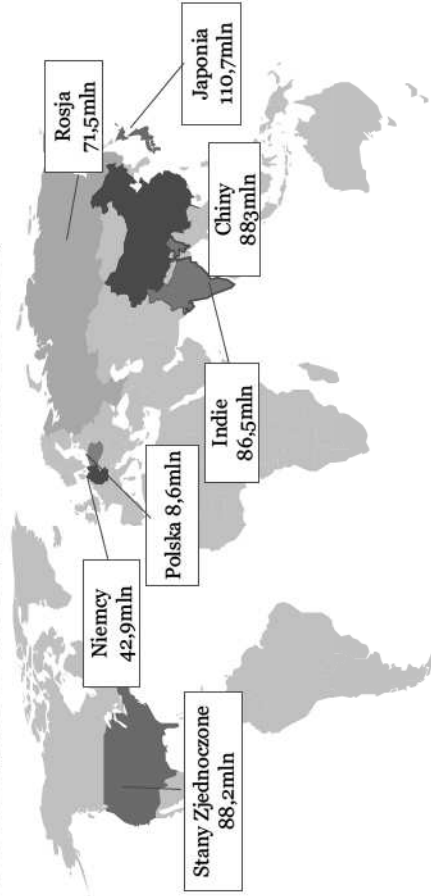 Rosja
71,5mln
Japonia
110,7mln
Chiny
883mln
Indie
86,5mln
Niemcy
42,9mln
Polska 8,6mln
Stany Zjednoczone
88,2mln